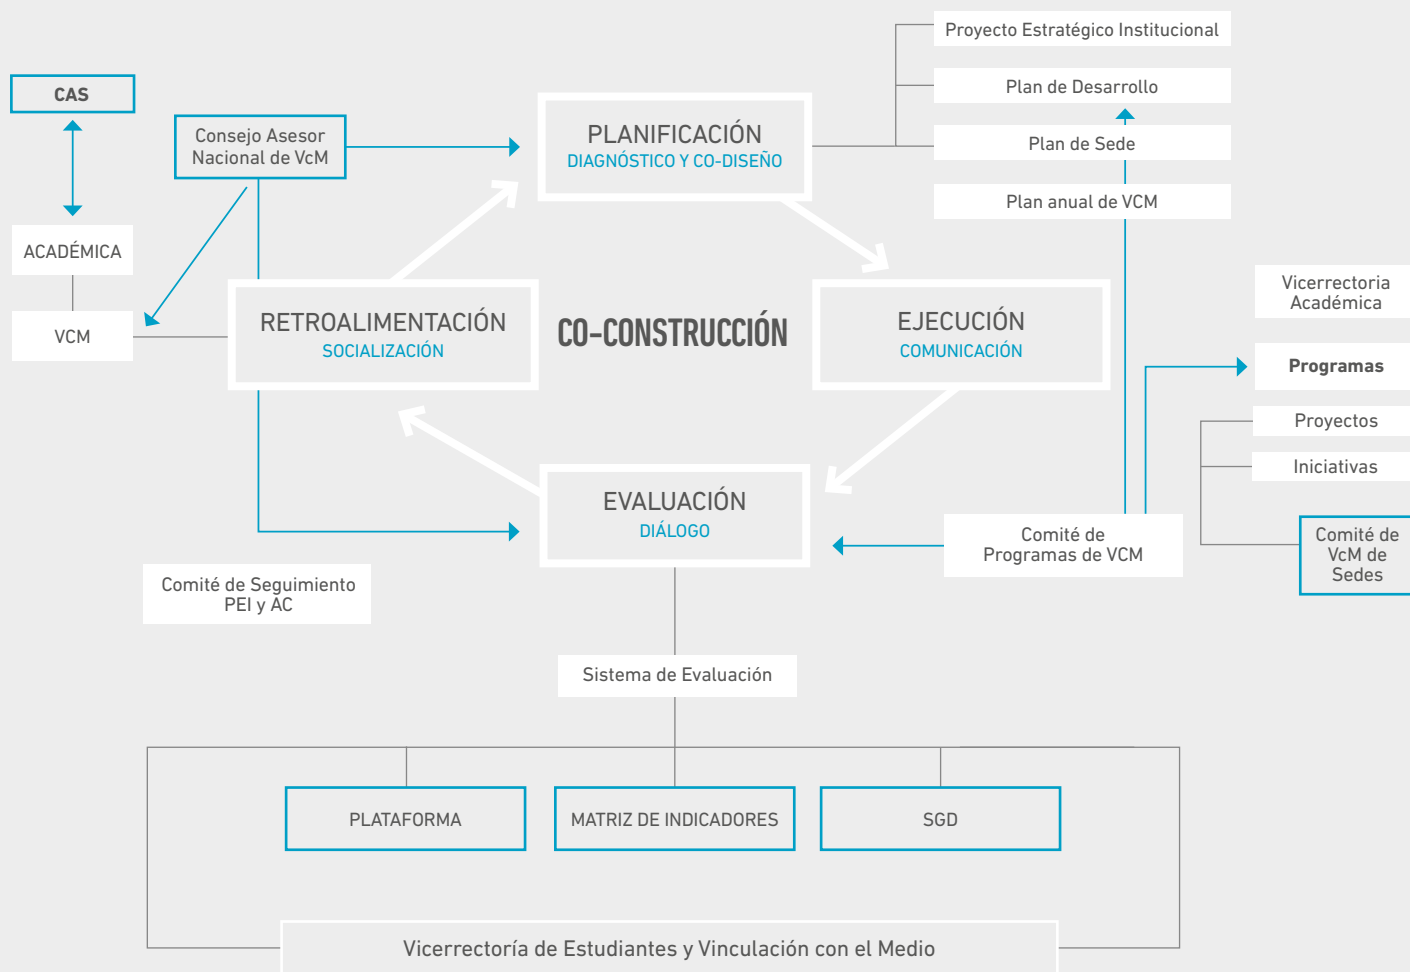 Proyecto Estratégico Institucional
Plan de Desarrollo
Plan de Sede
Plan anual de VCM
CAS
Consejo Asesor
Nacional de VcM
PLANIFICACIÓN
DIAGNÓSTICO Y CO-DISEÑO
ACADÉMICA
VCM
RETROALIMENTACIÓN
SOCIALIZACIÓN
CO-CONSTRUCCIÓN
EJECUCIÓN
COMUNICACIÓN
Vicerrectoria
Académica
Programas
Proyectos
Iniciativas
Comité de
VcM de
Sedes
EVALUACIÓN
DIÁLOGO
Comité de
Programas de VCM
Comité de Seguimiento
PEI y AC
Sistema de Evaluación
PLATAFORMA
MATRIZ DE INDICADORES
SGD
Vicerrectoría de Estudiantes y Vinculación con el Medio